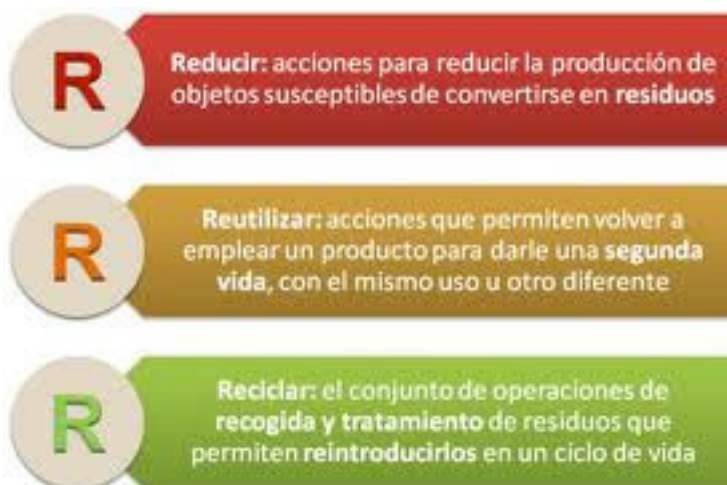 R
Reducir: acciones para reducir la producción de
objetos susceptibles de convertirse en residuos
R
Reutilizar: acciones que permiten volver a
emplear un producto para darle una segunda
vida, con el mismo uso u otro diferente
R
Reciclar: el conjunto de operaciones de
recogida y tratamiento de residuos que
permiten reintroducirlos en un ciclo de vida